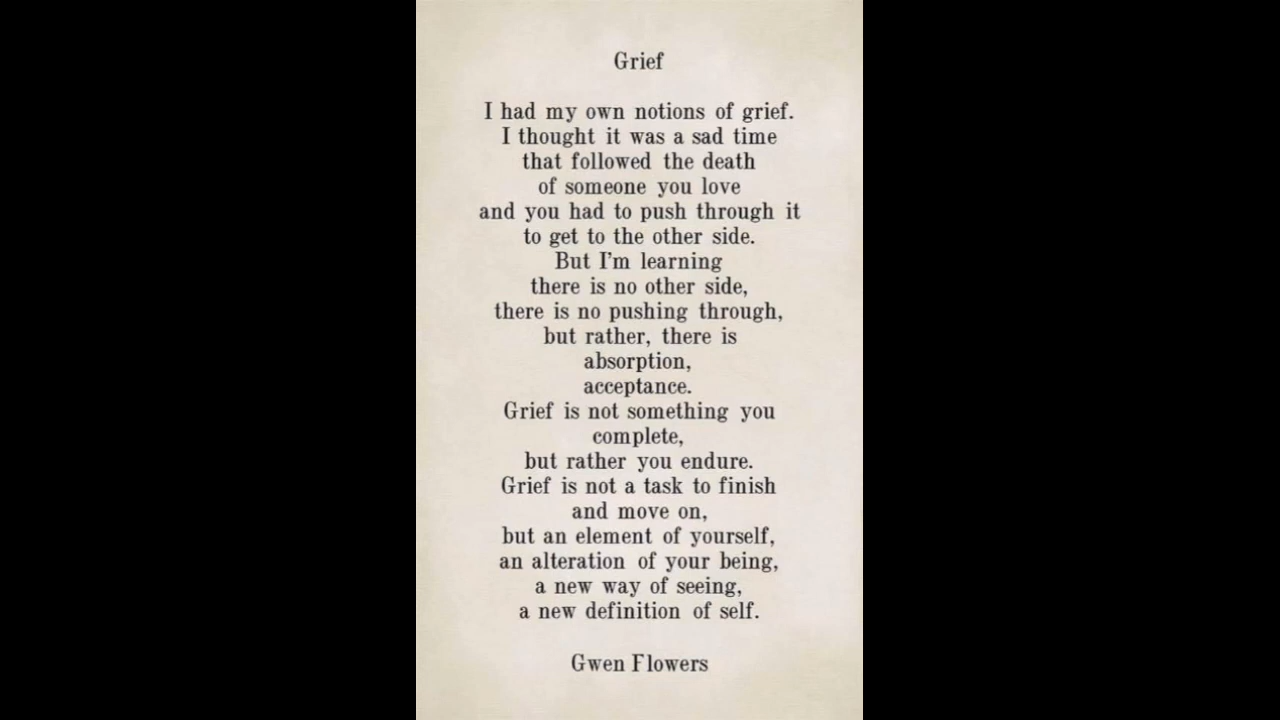 Grief
I had my own notions of grief.
I thought it was a sad time
that followed the death
of someone you love
and you had to push through it
to get to the other side.
But I'm learning
there is no other side,
there is no pushing through,
but rather, there is
absorption,
acceptance.
Grief is not something you
complete,
but rather you endure.
Grief is not a task to finish
and move on,
but an element of yourself,
an alteration of your being,
a new way of seeing,
a new definition of self.
Gwen Flowers